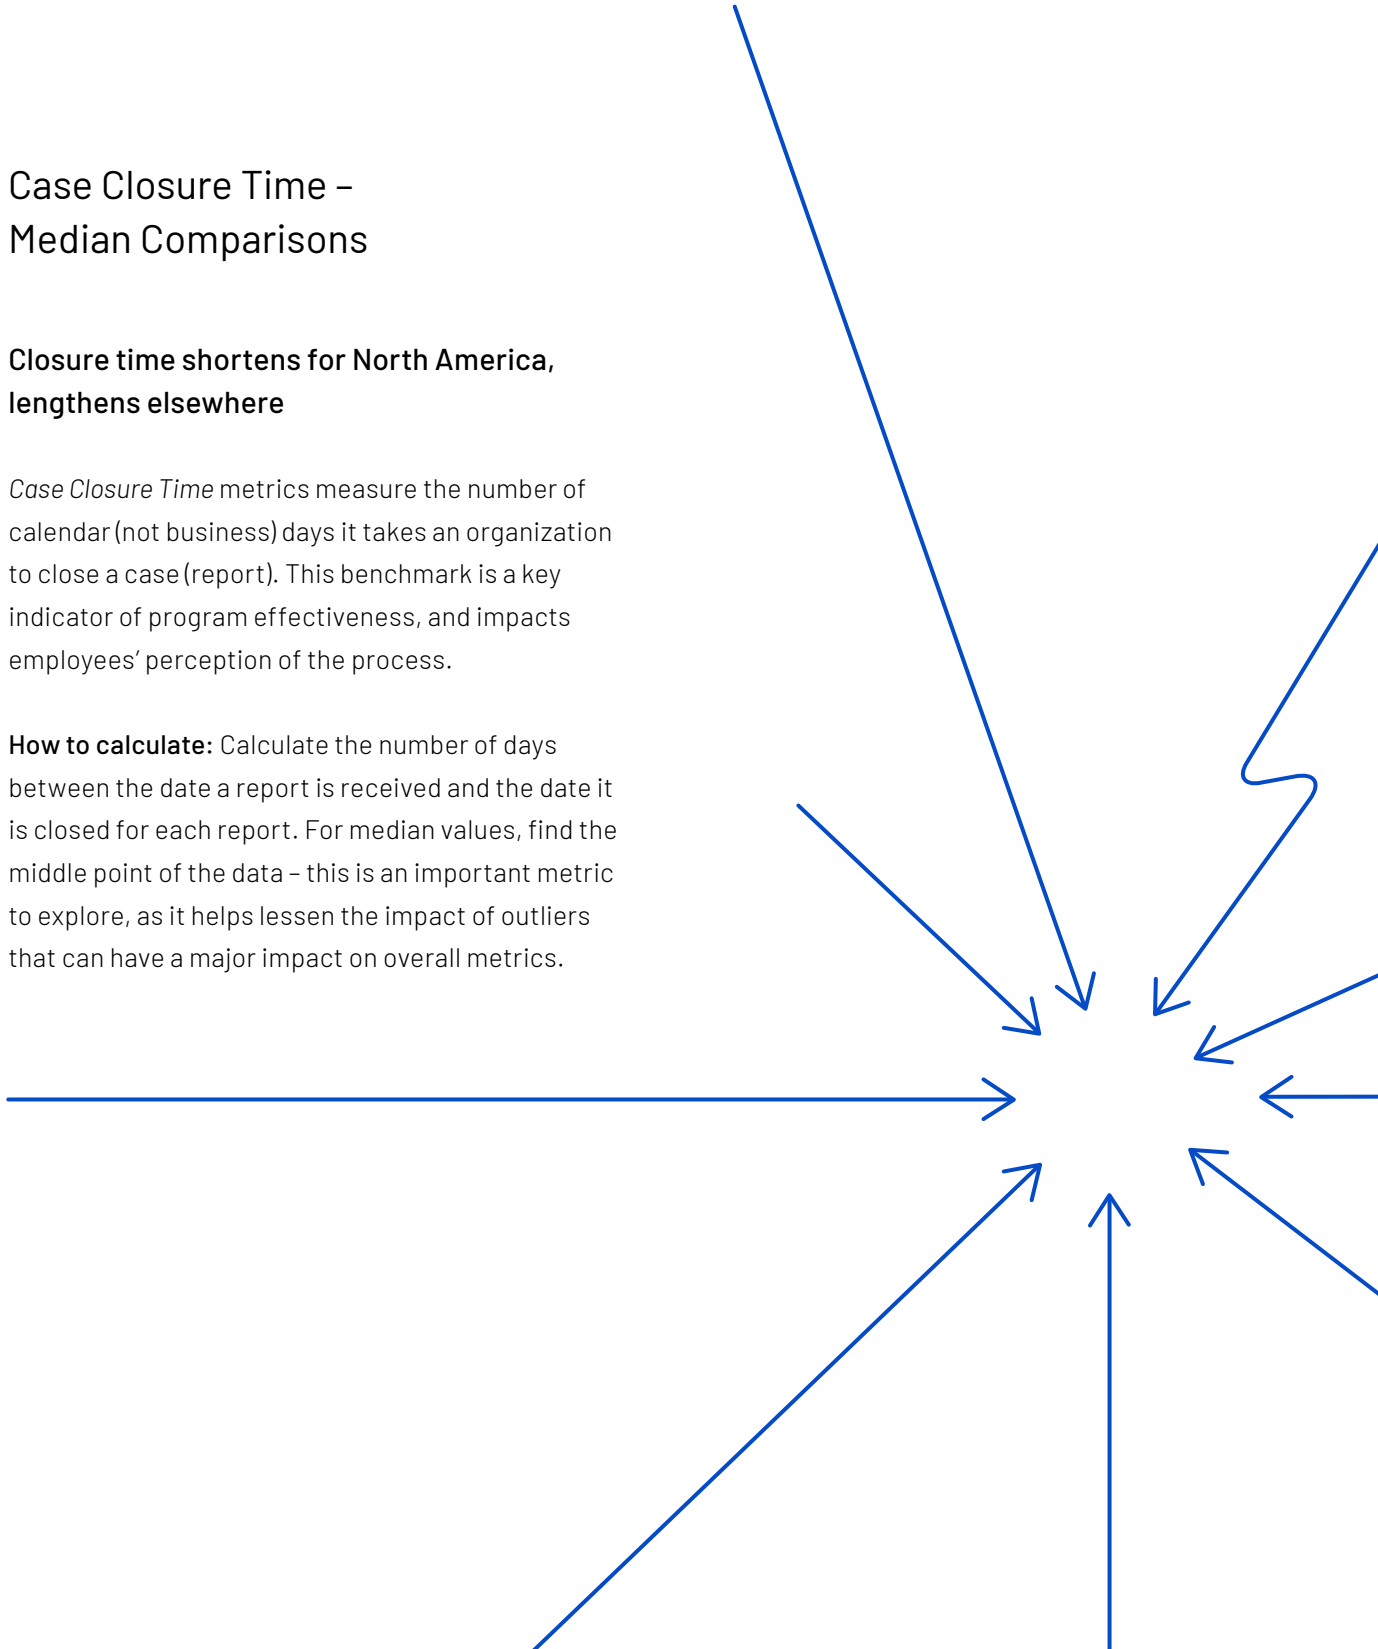 Case Closure Time –
Median Comparisons
Closure time shortens for North America,
lengthens elsewhere
Case Closure Time metrics measure the number of
calendar (not business) days it takes an organization
to close a case (report). This benchmark is a key
indicator of program effectiveness, and impacts
employees’ perception of the process.
How to calculate: Calculate the number of days
between the date a report is received and the date it
is closed for each report. For median values, find the
middle point of the data – this is an important metric
to explore, as it helps lessen the impact of outliers
that can have a major impact on overall metrics.